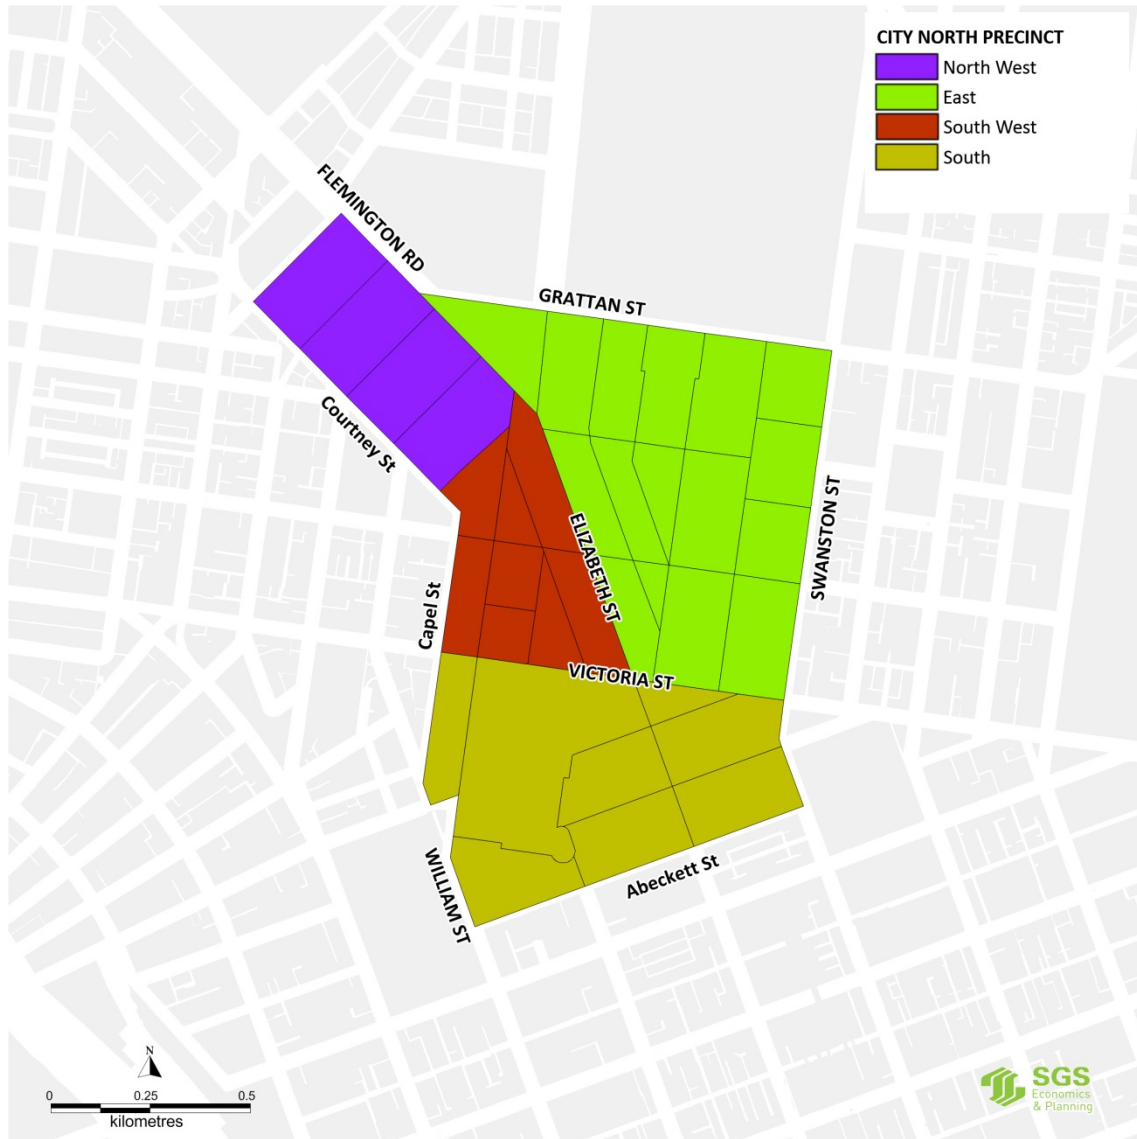 CITY NORTH PRECINCT
North West
East
South West
South
FLEMINGTON RD
GRATTAN ST
Courtney St
SWANSTON ST
ELIZABETH ST
Capel St
VICTORIA ST
WILLIAM ST
Abeckett St
N
0 0.25 0.5
kilometres
SGS
Economics
& Planning